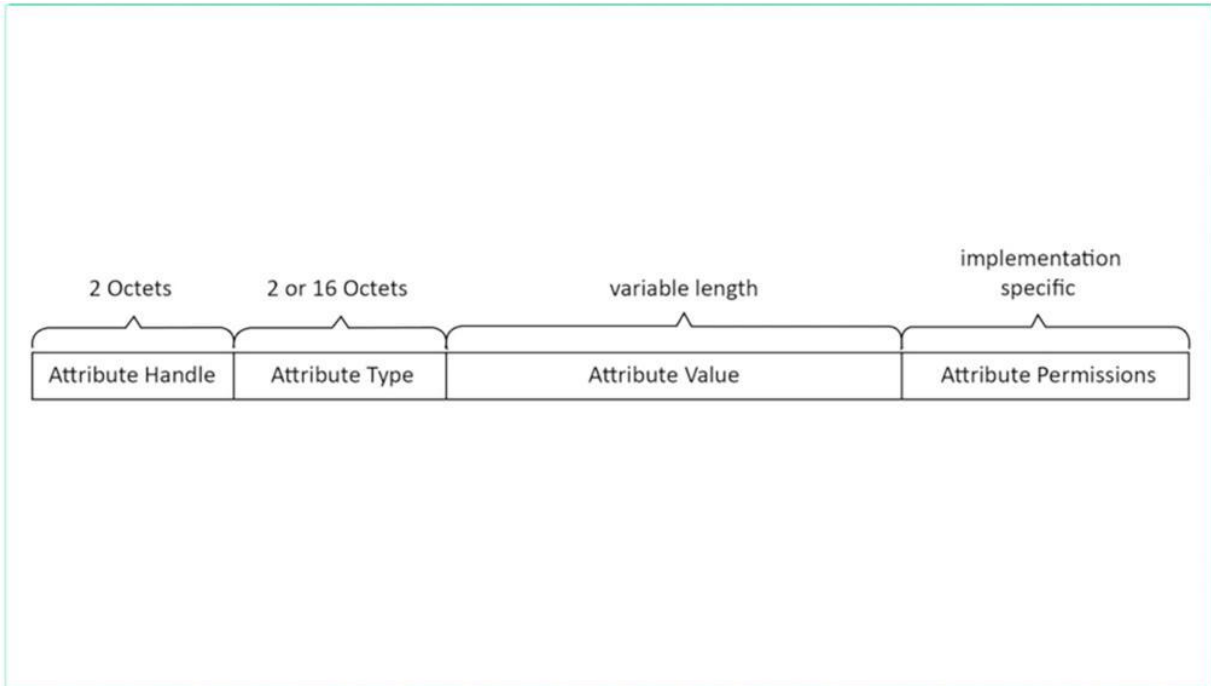 implementation
2 Octets 2 or 16 Octets variable length specific
Attribute Handle Attribute Type Attribute Value Attribute Permissions